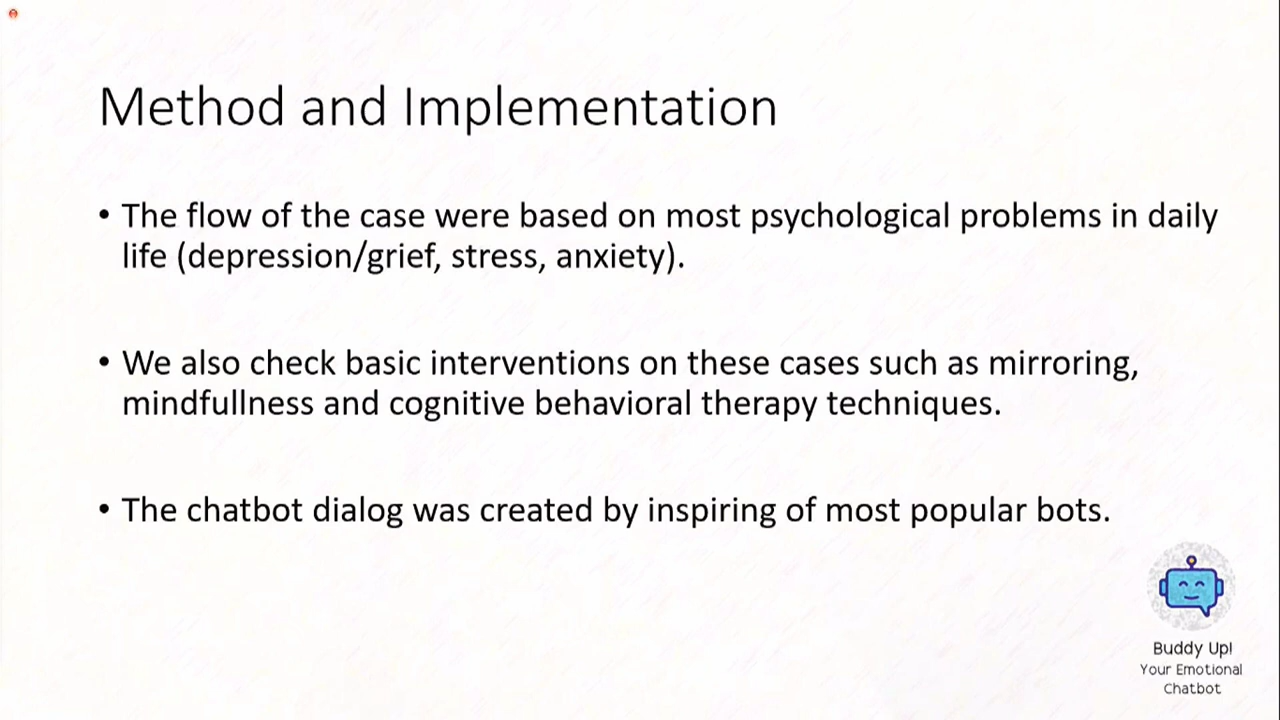 Method and Implementation
• The flow of the case were based on most psychological problems in daily
life (depression/grief, stress, anxiety).
• We also check basic interventions on these cases such as mirroring,
mindfullness and cognitive behavioral therapy techniques.
• The chatbot dialog was created by inspiring of most popular bots.
Buddy Up!
Your Emotional
Chatbot